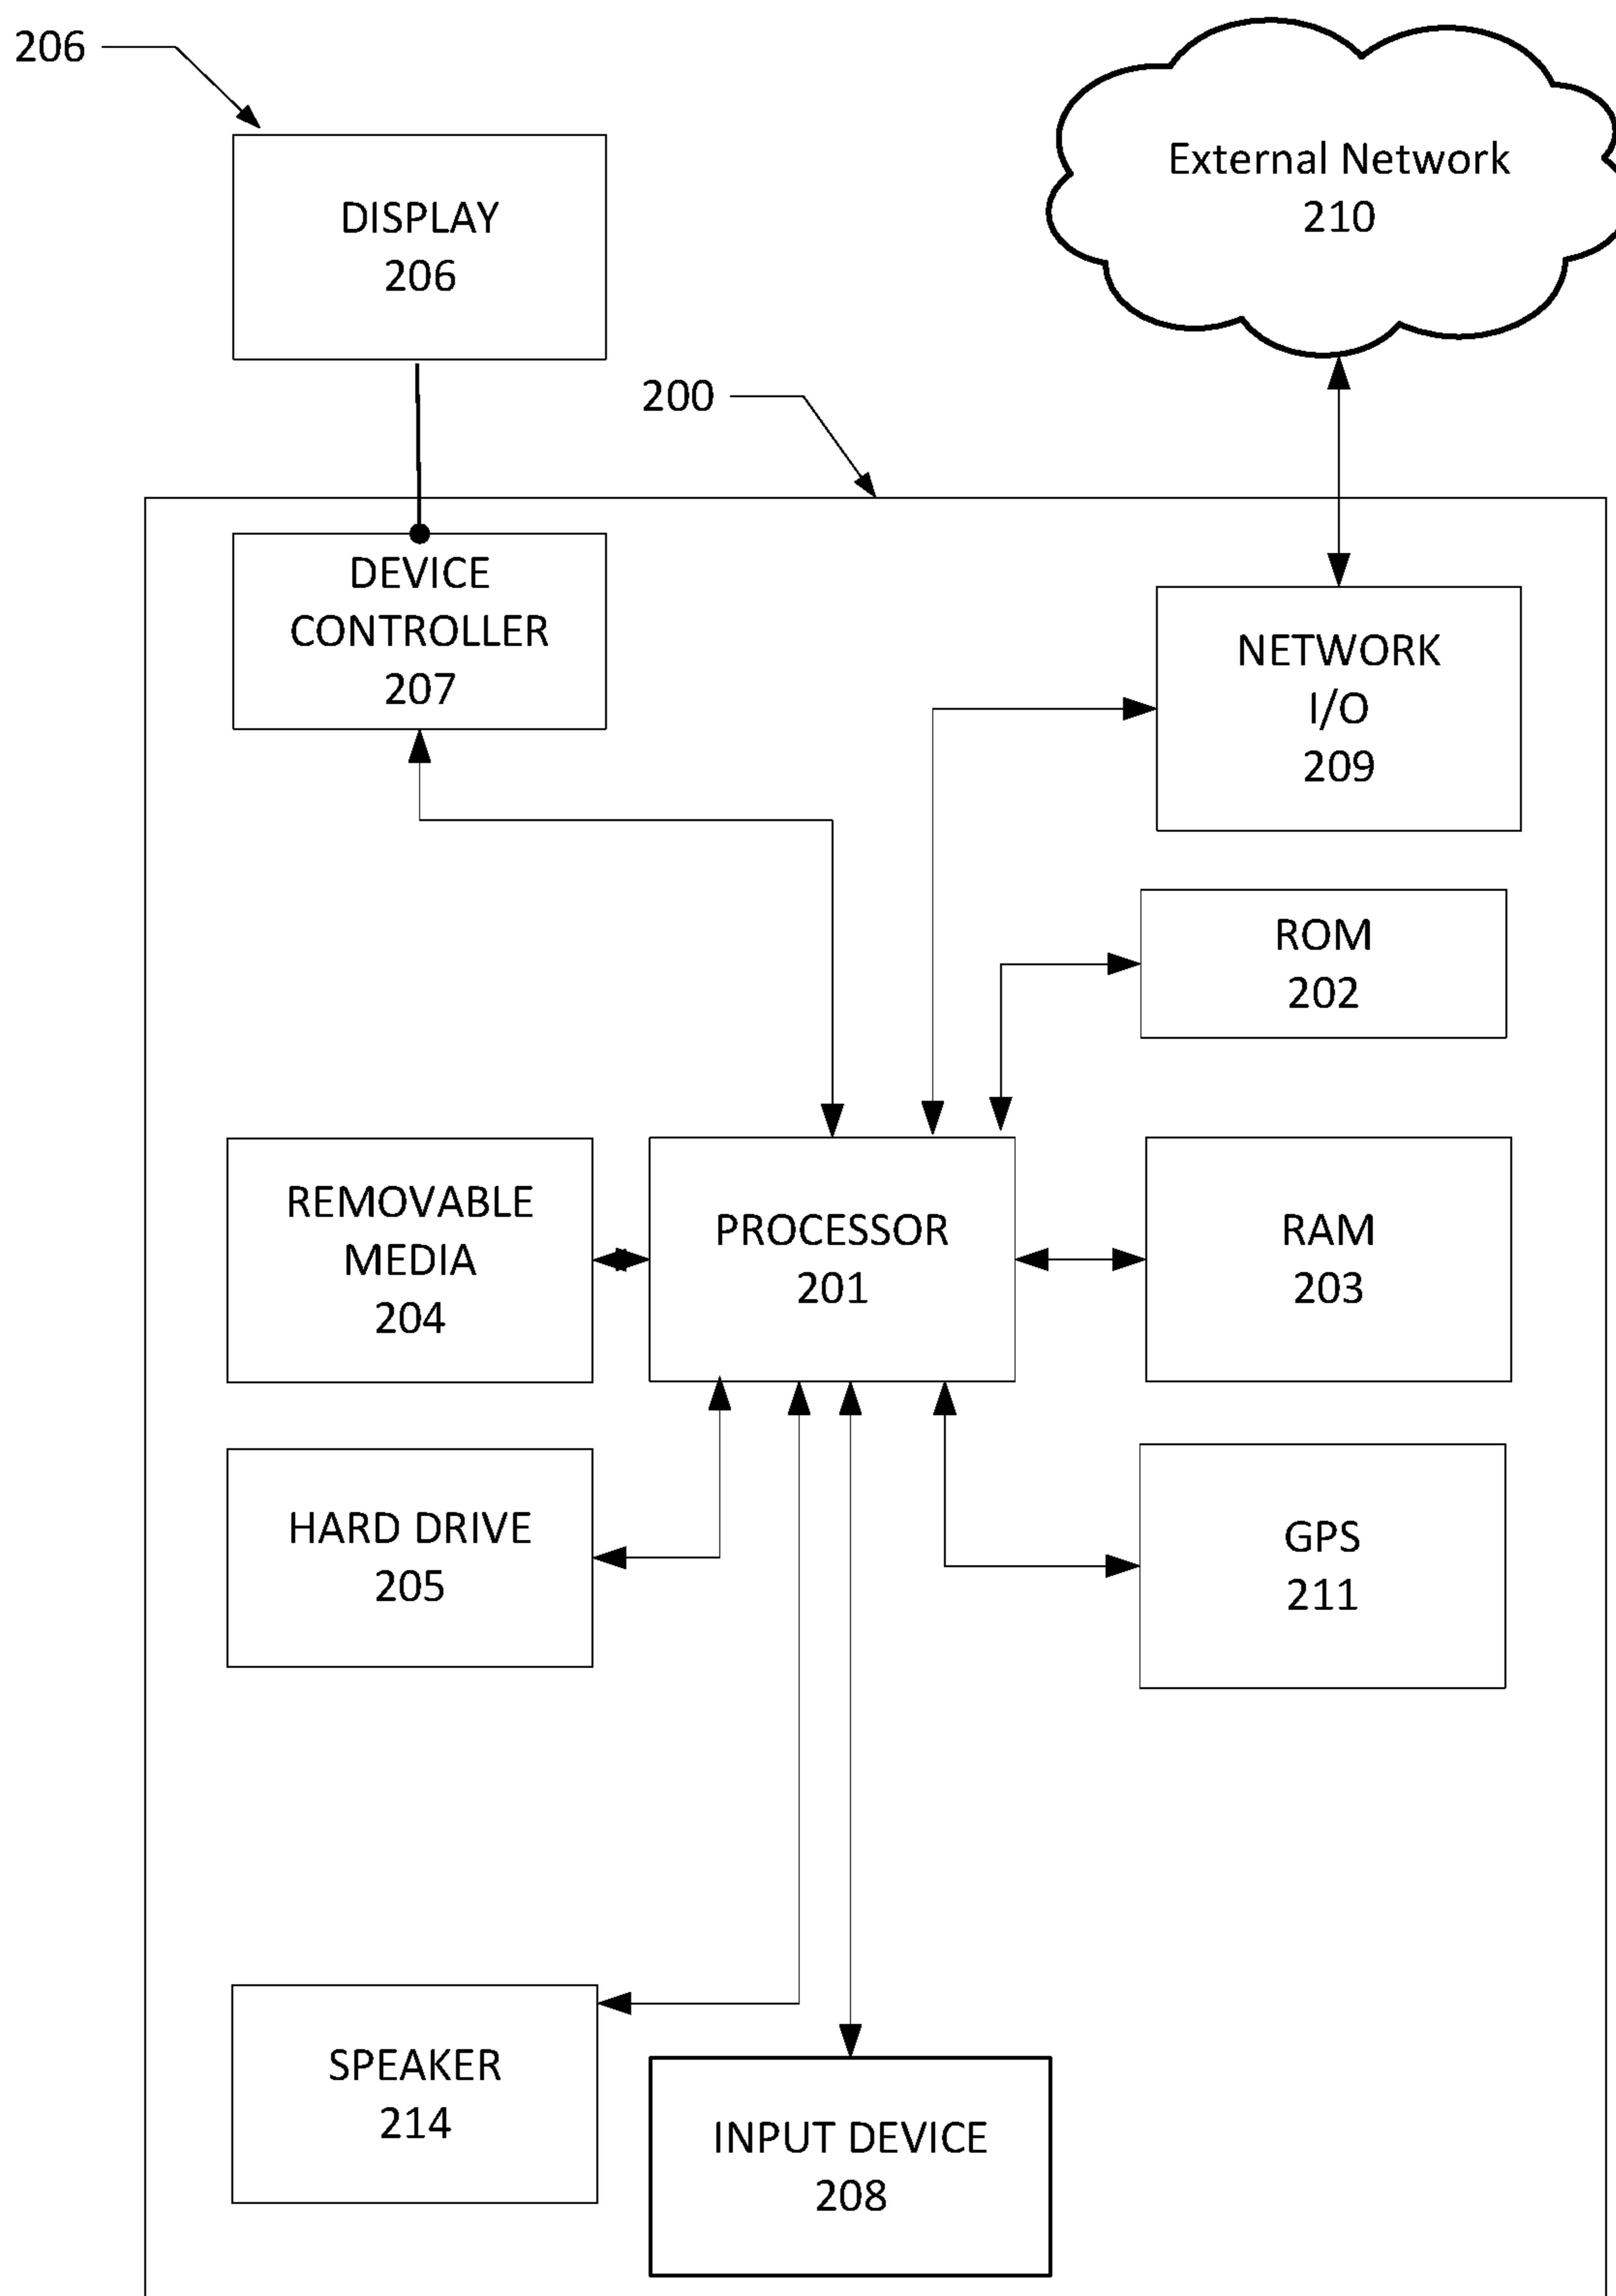 206
DISPLAY
206
External Network
210
200
DEVICE
CONTROLLER
207
NETWORK
I/O
209
ROM
202
REMOVABLE
MEDIA
204
PROCESSOR
201
RAM
203
HARD DRIVE
205
GPS
211
SPEAKER
214
INPUT DEVICE
208